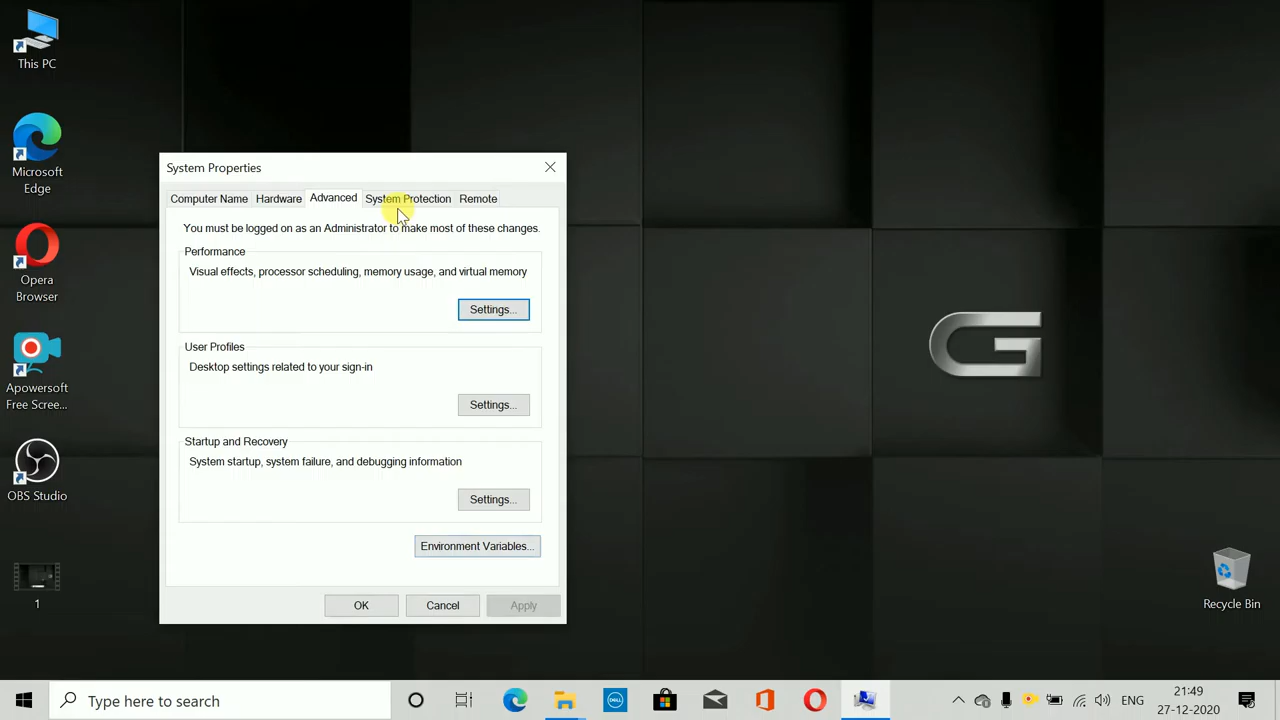 This PC
Microsoft
Edge
Opera
Browser
Apowersoft
Free Scree...
OBS Studio
1
System Properties
Computer Name
Hardware
Advanced
System Protection
Remote
You must be logged on as an Administrator to make most of these changes.
Performance
Visual effects, processor scheduling, memory usage, and virtual memory
Settings...
User Profiles
Desktop settings related to your sign-in
Settings...
Startup and Recovery
System startup, system failure, and debugging information
Settings...
Environment Variables...
OK
Cancel
Apply
G
Recycle Bin
Type here to search
DELL
ENG
21:49
27-12-2020